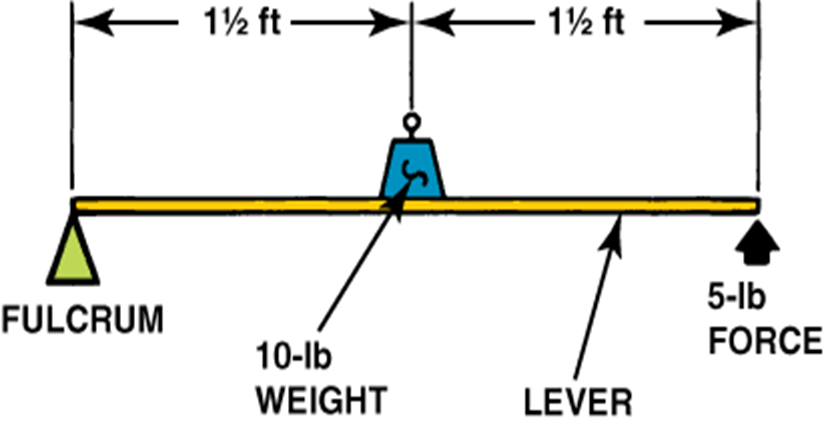 1½ ft
1½ ft
FULCRUM
10-lb
WEIGHT
LEVER
5-lb
FORCE